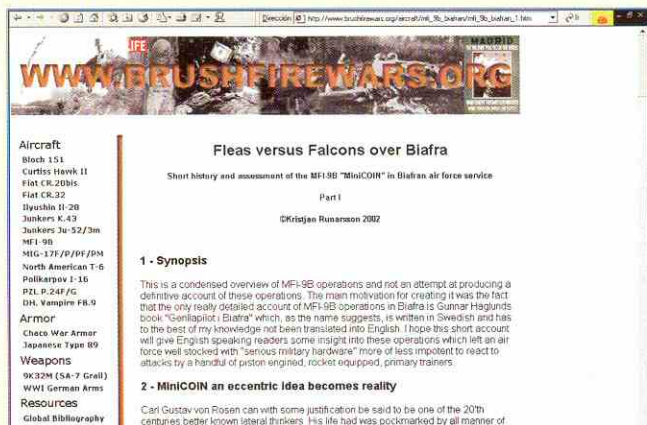 Dirección http://www.brushfirewars.org/aircraft/mfi_9b_biafran/mfi_9b_biafran_1.htm
LIFE
MADRID
WWW.BRUSHFIREWARS.ORG
Aircraft
Bloch 151
Curtiss Hawk II
Fiat CR.20bis
Fiat CR.32
Ilyushin Il-28
Junkers K.43
Junkers Ju-52/3m
MFI-9B
MIG-17F/P/PF/PM
North American T-6
Polikarpov I-16
PZL P.24F/G
DH. Vampire FB.9
Armor
Chaco War Armor
Japanese Type 89
Weapons
9K32M (SA-7 Grail)
WWI German Arms
Resources
Global Bibliography
Fleas versus Falcons over Biafra
Short history and assessment of the MFI-9B "MiniCOIN" in Biafran air force service
Part I
©Kristjan Runarsson 2002
1 - Synopsis
This is a condensed overview of MFI-9B operations and not an attempt at producing a
definitive account of these operations. The main motivation for creating it was the fact
that the only really detailed account of MFI-9B operations in Biafra is Gunnar Haglunds
book "Gerillapilot i Biafra" which, as the name suggests, is written in Swedish and has
to the best of my knowledge not been translated into English. I hope this short account
will give English speaking readers some insight into these operations which left an air
force well stocked with "serious military hardware" more of less impotent to react to
attacks by a handful of piston engined, rocket equipped, primary trainers.
2 - MiniCOIN an eccentric idea becomes reality
Carl Gustav von Rosen can with some justification be said to be one of the 20'th
centuries better known lateral thinkers. His life had was pockmarked by all manner of